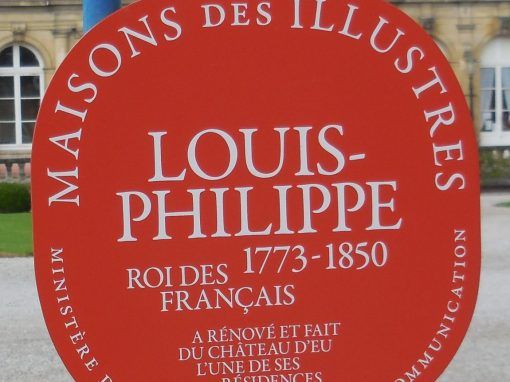 MAISONS DES ILLUSTRES
LOUIS-
PHILIPPE
1773-1850
ROI DES
FRANÇAIS
A RÉNOVÉ ET FAIT
DU CHÂTEAU D'EU
L'UNE DE SES
RÉSIDENCES
MINISTÈRE
COMMUNICATION